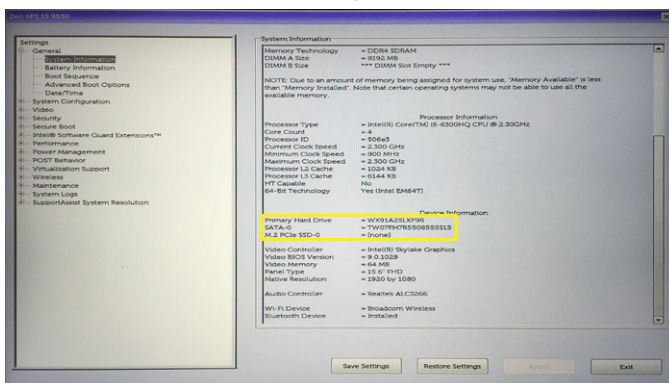 Dell XPS 15 9550
Settings
General
System Information
Battery Information
Boot Sequence
Advanced Boot Options
Date/Time
System Configuration
Video
Security
Secure Boot
Intel® Software Guard Extensions™
Performance
Power Management
POST Behavior
Virtualization Support
Wireless
Maintenance
System Logs
SupportAssist System Resolution
System Information
Memory Technology = DDR4 SDRAM
DIMM A Size = 8192 MB
DIMM B Size *** DIMM Slot Empty ***
NOTE: Due to an amount of memory being assigned for system use, "Memory Available" is less
than "Memory Installed". Note that certain operating systems may not be able to use all the
available memory.
Processor Information
Processor Type = Intel(R) Core(TM) i5-6300HQ CPU @ 2.30GHz
Core Count = 4
Processor ID = 506e3
Current Clock Speed = 2.300 GHz
Minimum Clock Speed = 800 MHz
Maximum Clock Speed = 2.300 GHz
Processor L2 Cache = 1024 KB
Processor L3 Cache = 6144 KB
HT Capable No
64-Bit Technology Yes (Intel EM64T)
Device Information
Primary Hard Drive =
SATA-0 =
M.2 PCIe SSD-0 = {none}
Video Controller = Intel(R) Skylake Graphics
Video BIOS Version = 9.0.1029
Video Memory = 64 MB
Panel Type = 15.6" FHD
Native Resolution = 1920 by 1080
Audio Controller = Realtek ALC3266
Wi-Fi Device = Broadcom Wireless
Bluetooth Device = Installed
Save Settings
Restore Settings
Apply
Exit